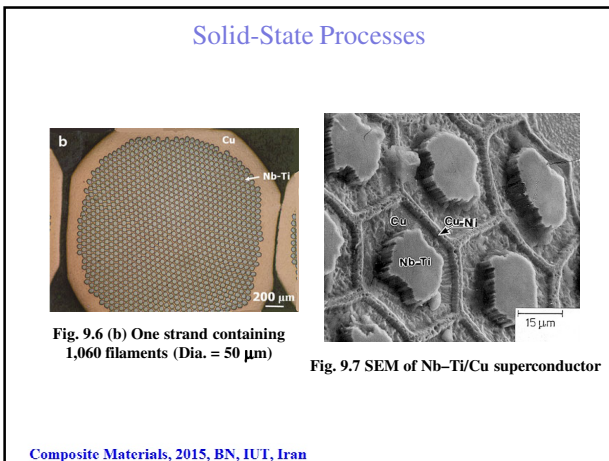 Solid-State Processes
b
Cu
Nb-Ti
200 μm
Fig. 9.6 (b) One strand containing
1,060 filaments (Dia. = 50 μm)
Cu
Cu-Ni
Nb-Ti
15 μm
Fig. 9.7 SEM of Nb–Ti/Cu superconductor
Composite Materials, 2015, BN, IUT, Iran